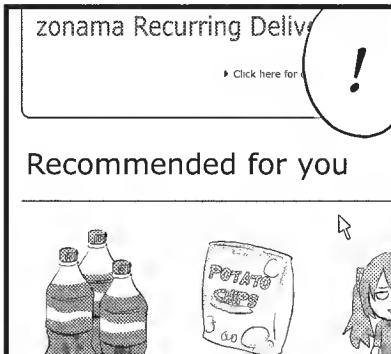 zonama Recurring Deliv
Click here for
!
Recommended for you
POTATO
CHIPS